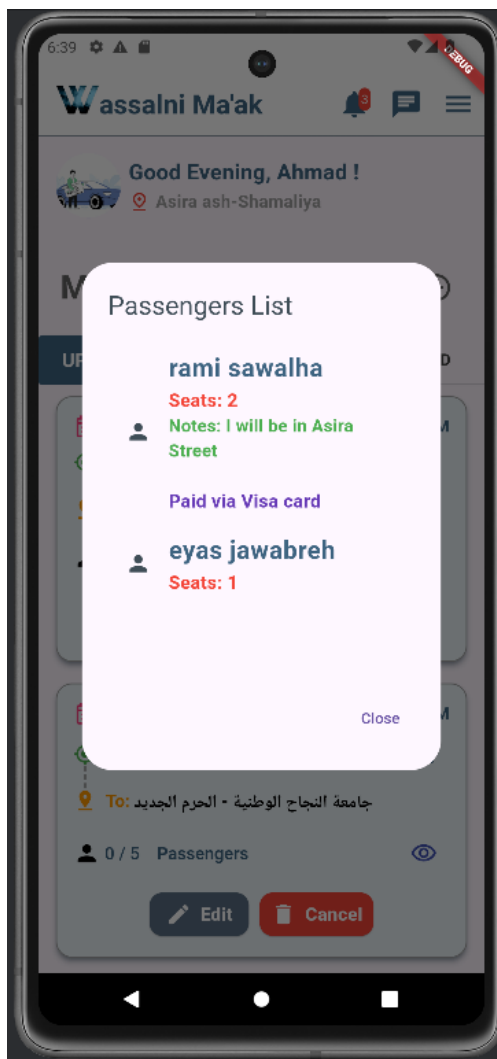 6:39
DEBUG
Wassalni Ma'ak
3
Good Evening, Ahmad !
Asira ash-Shamaliya
M
UP
D
Passengers List
rami sawalha
Seats: 2
Notes: I will be in Asira
Street
Paid via Visa card
eyas jawabreh
Seats: 1
Close
M
M
To: جامعة النجاح الوطنية - الحرم الجديد
0 / 5 Passengers
Edit
Cancel